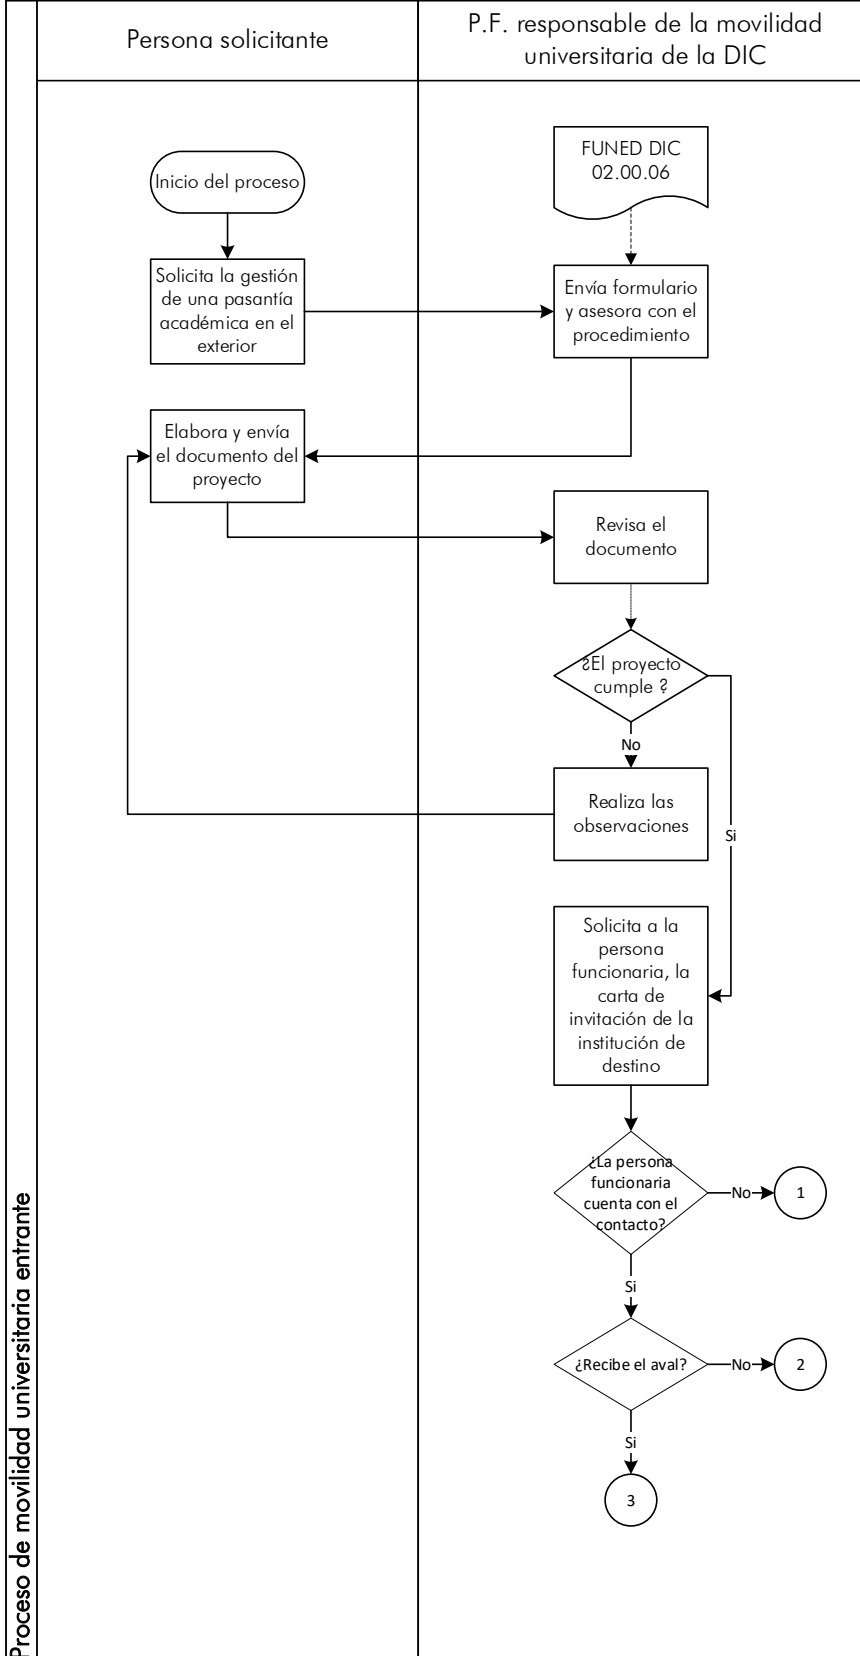 Persona solicitante
P.F. responsable de la movilidad
universitaria de la DIC
Inicio del proceso
FUNED DIC
02.00.06
Solicita la gestión
de una pasantía
académica en el
exterior
Envía formulario
y asesora con el
procedimiento
Elabora y envía
el documento del
proyecto
Revisa el
documento
¿El proyecto
cumple ?
No
Realiza las
observaciones
Si
Solicita a la
persona
funcionaria, la
carta de
invitación de la
institución de
destino
¿La persona
funcionaria
cuenta con el
contacto?
No
1
Si
¿Recibe el aval?
No
2
Si
3
Proceso de movilidad universitaria entrante